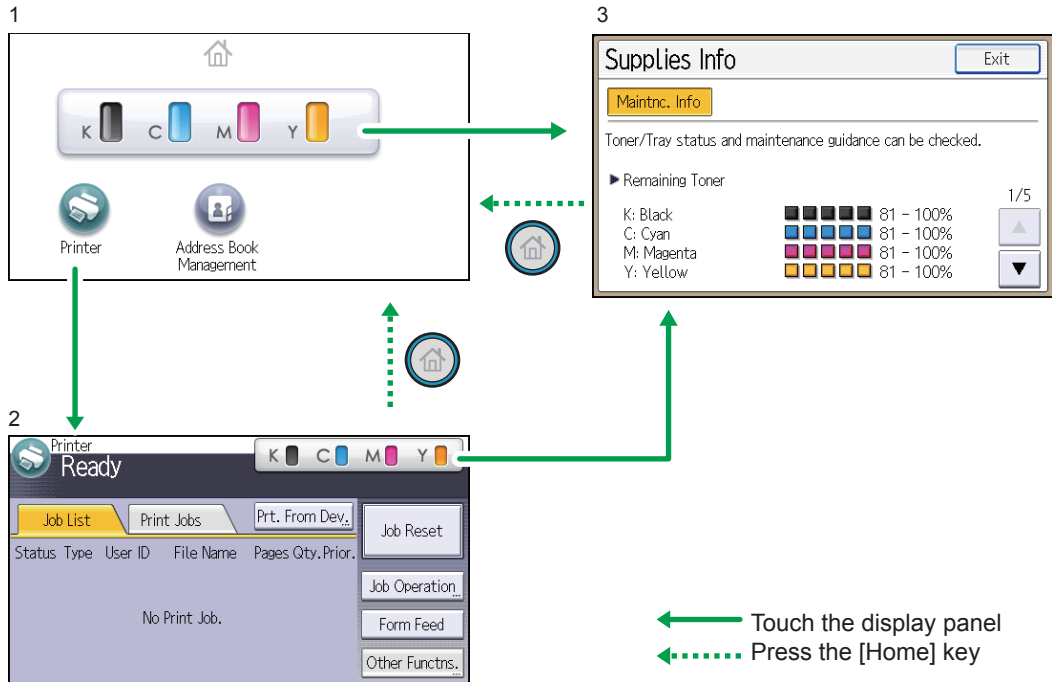 1
K C M Y
Printer
Address Book
Management
3
Supplies Info
Exit
Maintnc. Info
Toner/Tray status and maintenance guidance can be checked.
▶ Remaining Toner
1/5
K: Black 81 - 100%
C: Cyan 81 - 100%
M: Magenta 81 - 100%
Y: Yellow 81 - 100%
▲
▼
2
Printer
Ready
K C M Y
Job List
Print Jobs
Prt. From Dev...
Job Reset
Status Type User ID File Name Pages Qty. Prior.
Job Operation...
No Print Job.
Form Feed
Other Functns...
Touch the display panel
Press the [Home] key